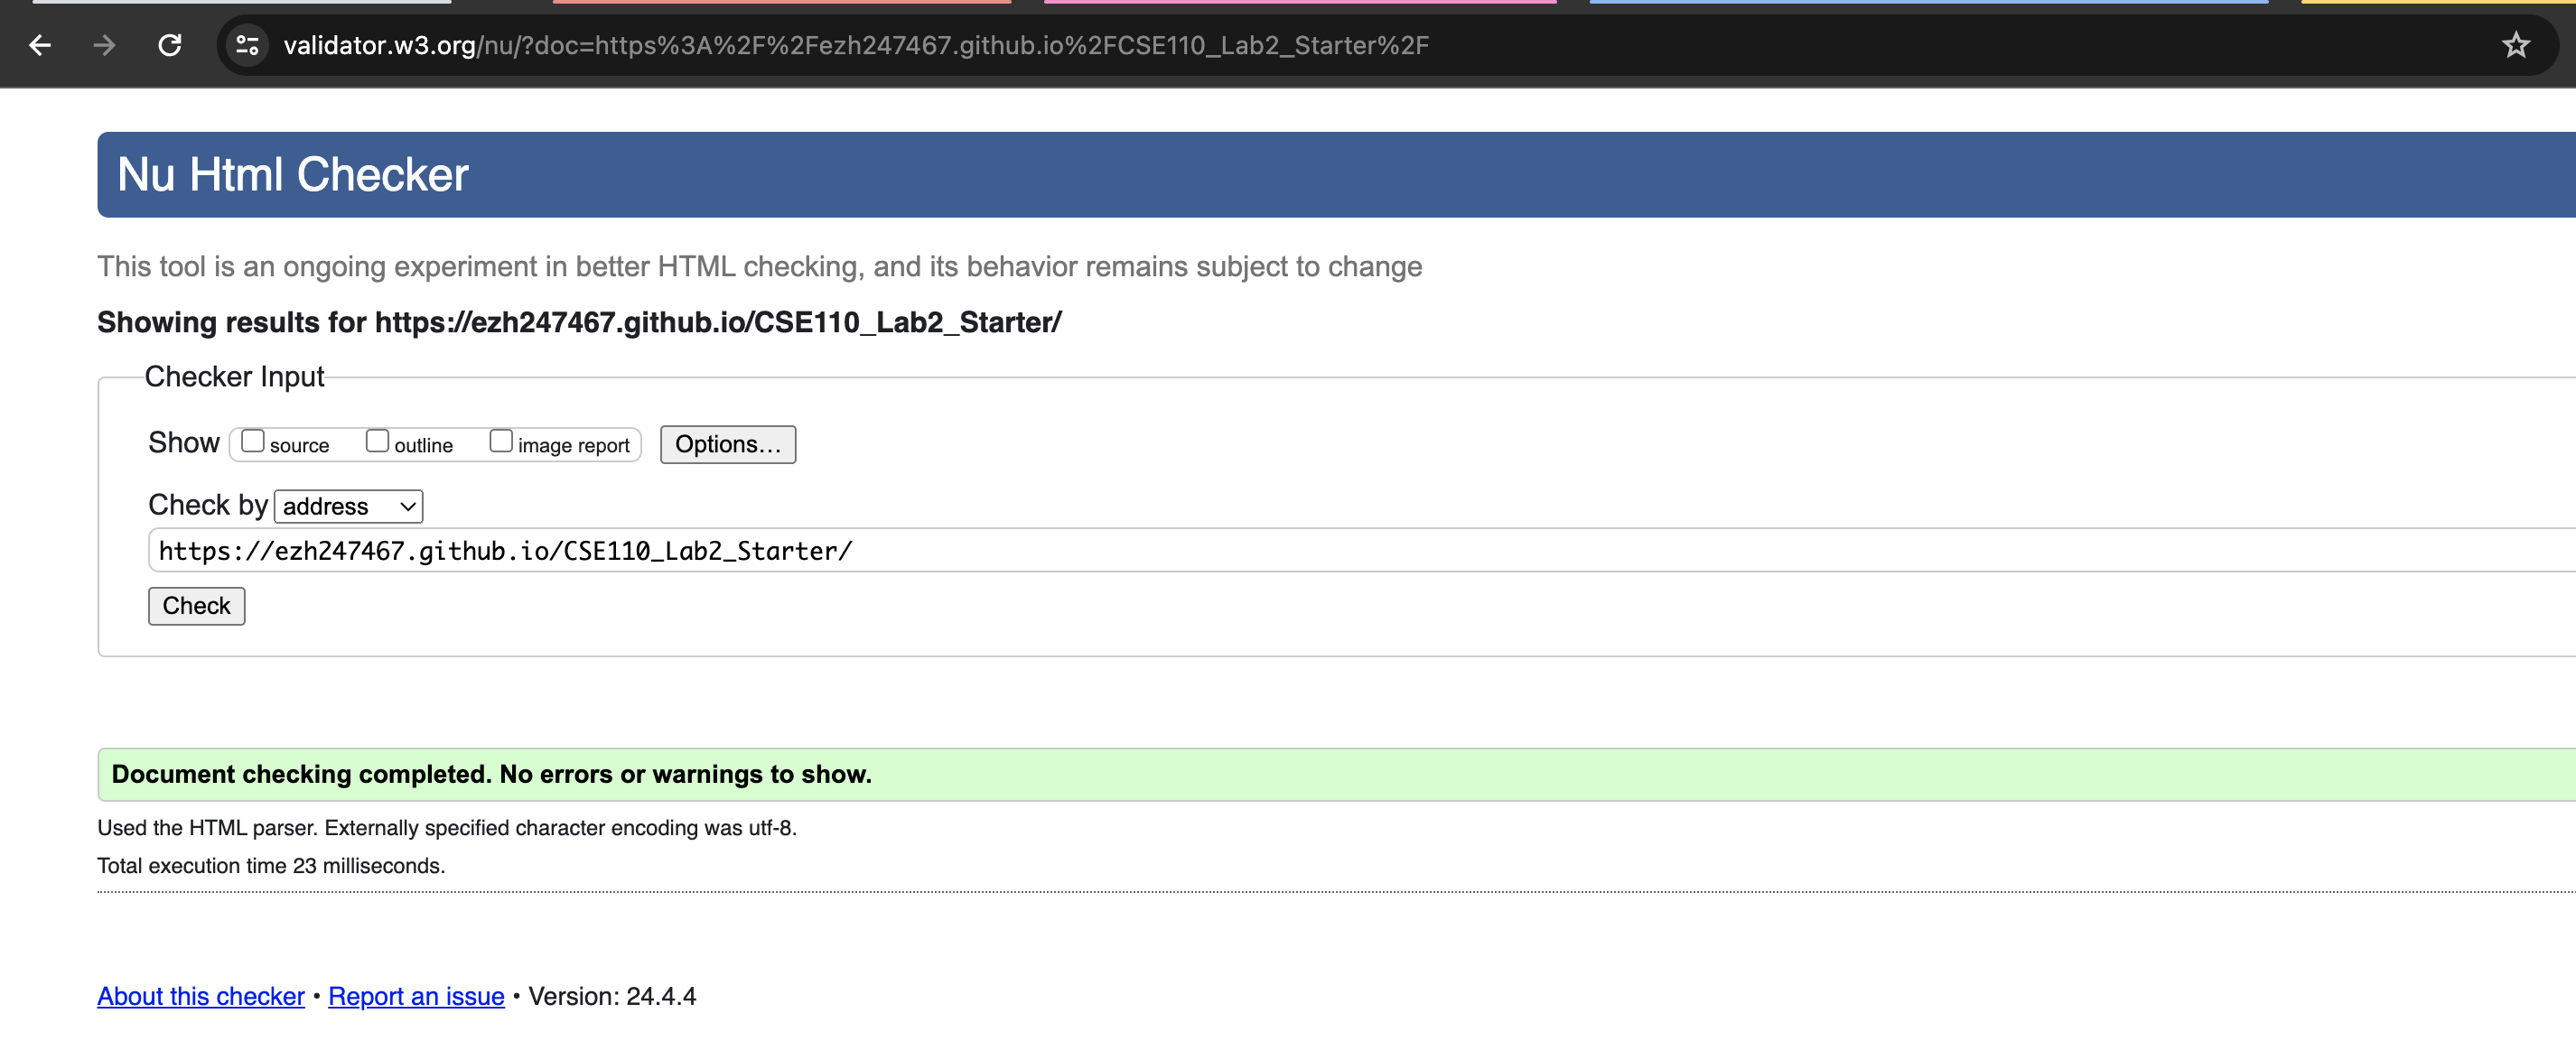 validator.w3.org/nu/?doc=https%3A%2F%2Fezh247467.github.io%2FCSE110_Lab2_Starter%2F
Nu Html Checker
This tool is an ongoing experiment in better HTML checking, and its behavior remains subject to change
Showing results for https://ezh247467.github.io/CSE110_Lab2_Starter/
Checker Input
Show source outline image report Options...
Check by address
https://ezh247467.github.io/CSE110_Lab2_Starter/
Check
Document checking completed. No errors or warnings to show.
Used the HTML parser. Externally specified character encoding was utf-8.
Total execution time 23 milliseconds.
About this checker • Report an issue • Version: 24.4.4